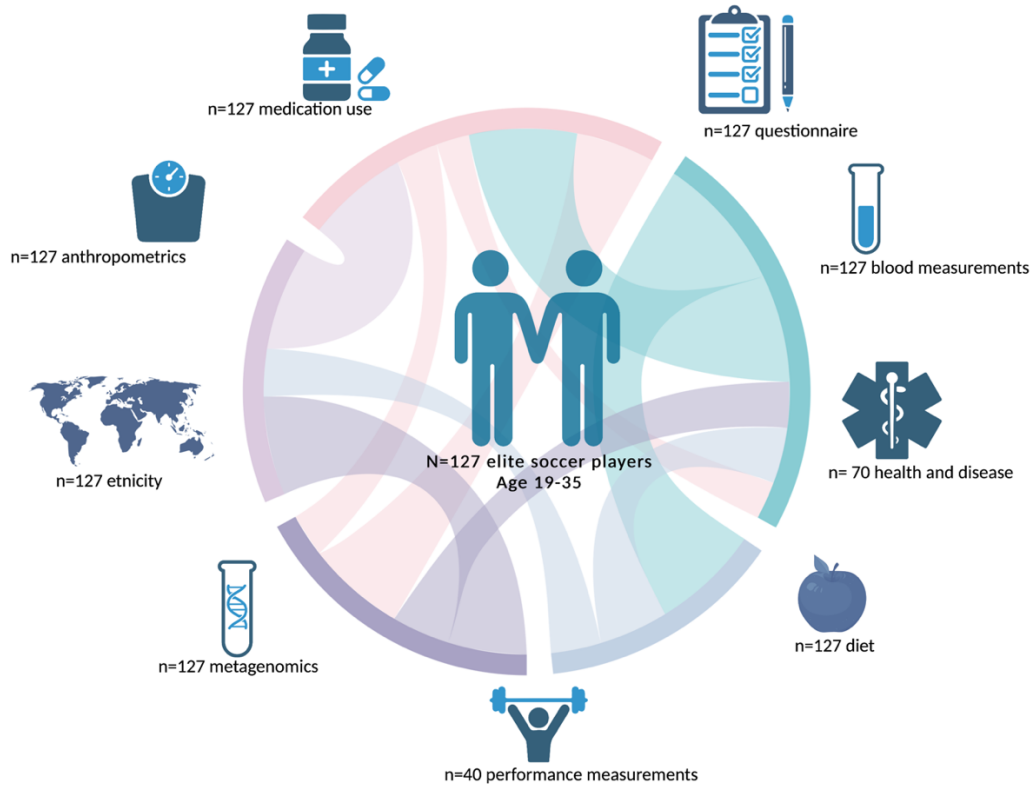 n=127 medication use
n=127 questionnaire
n=127 anthropometrics
n=127 blood measurements
N=127 elite soccer players
Age 19-35
n=127 etnicity
n= 70 health and disease
n=127 metagenomics
n=127 diet
n=40 performance measurements